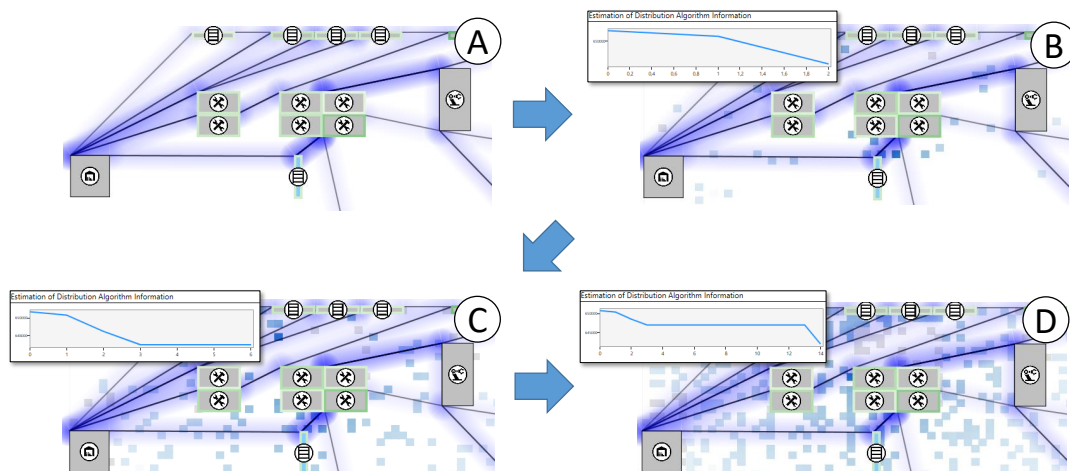 A
Estimation of Distribution Algorithm Information
0 0,2 0,4 0,6 0,8 1 1,2 1,4 1,6 1,8 2
B
Estimation of Distribution Algorithm Information
0 1 2 3 4 5 6
C
Estimation of Distribution Algorithm Information
0 2 4 6 8 10 12 14
D